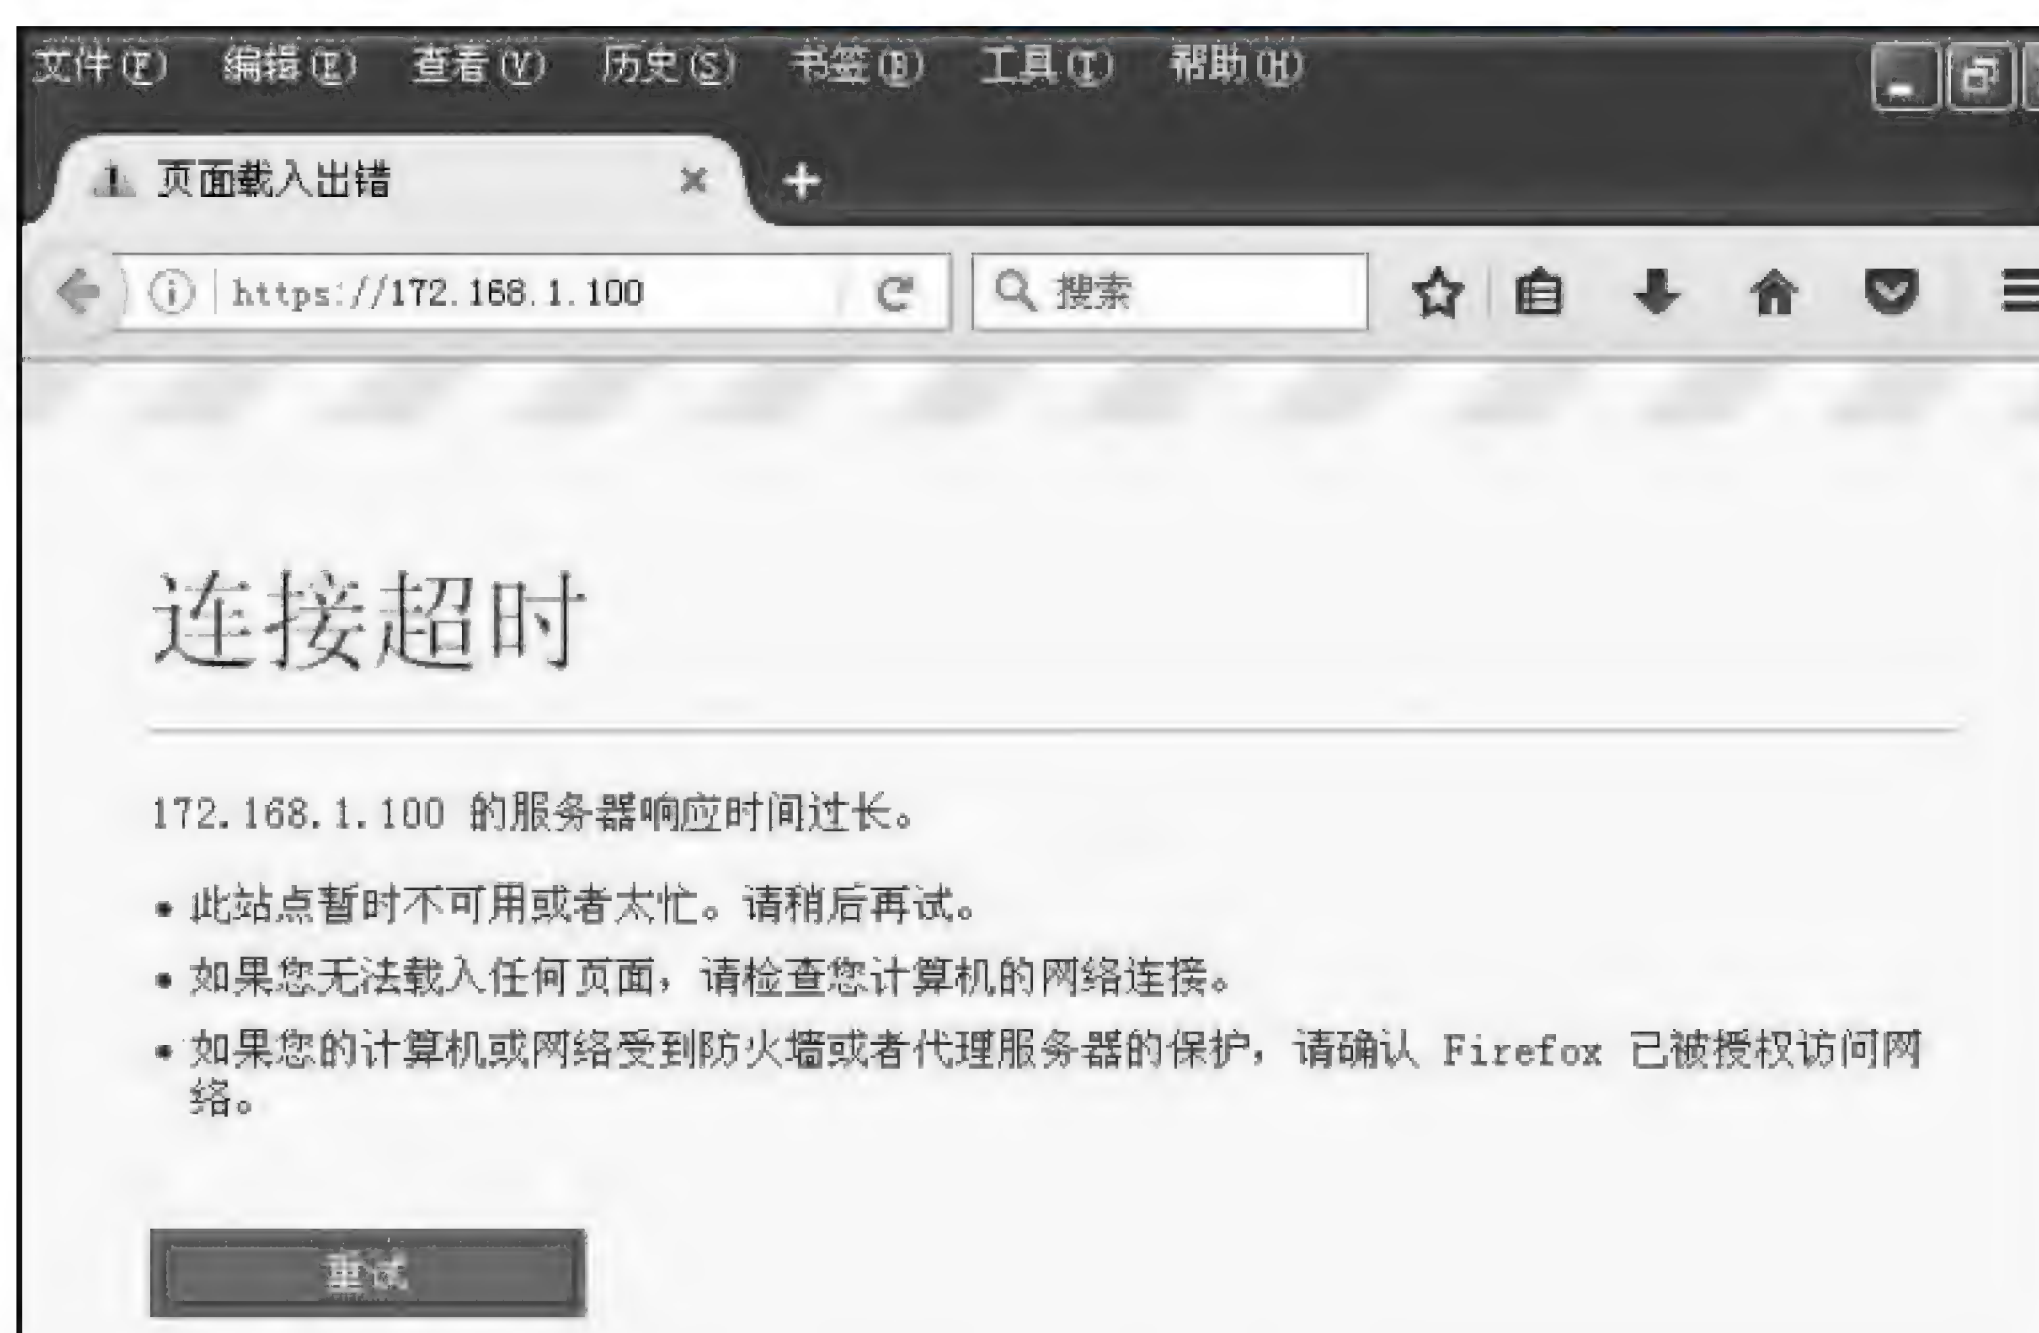 文件(F) 编辑(E) 查看(V) 历史(S) 书签(B) 工具(T) 帮助(H)
页面载入出错
https://172.168.1.100 搜索
连接超时
172.168.1.100 的服务器响应时间过长。
• 此站点暂时不可用或者太忙。请稍后再试。
• 如果您无法载入任何页面，请检查您计算机的网络连接。
• 如果您的计算机或网络受到防火墙或者代理服务器的保护，请确认 Firefox 已被授权访问网
络。
重试